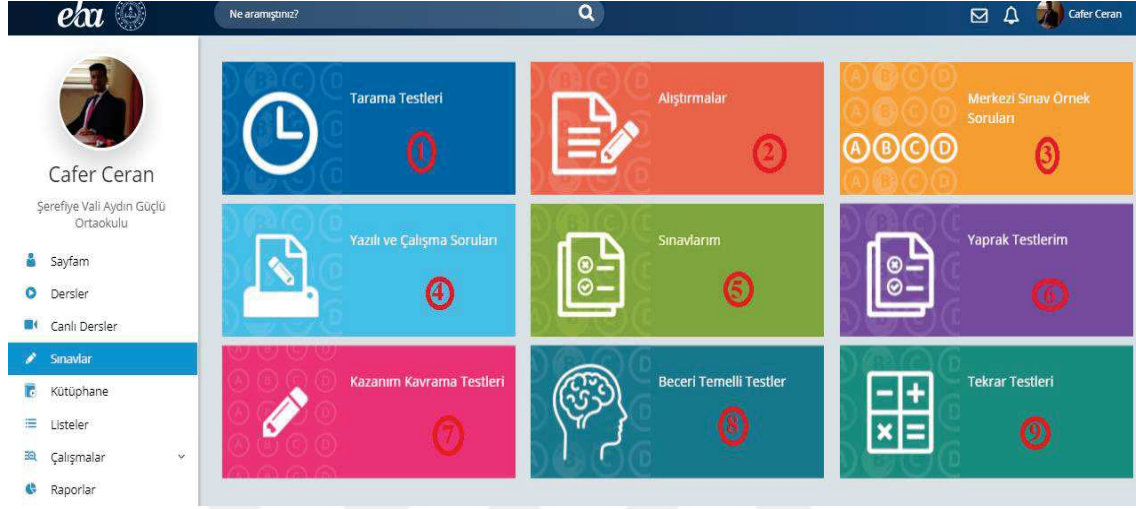 eba
Ne aramıştınız?
Cafer Ceran
Cafer Ceran
Şerefiye Vali Aydın Güçlü
Ortaokulu
Sayfam
Dersler
Canlı Dersler
Sınavlar
Kütüphane
Listeler
Çalışmalar
Raporlar
Tarama Testleri
1
Alıştırmalar
2
Merkezi Sınav Örnek
Soruları
A B C D
3
Yazılı ve Çalışma Soruları
4
Sınavlarım
5
Yaprak Testlerim
6
Kazanım Kavrama Testleri
7
Beceri Temelli Testler
8
Tekrar Testleri
9